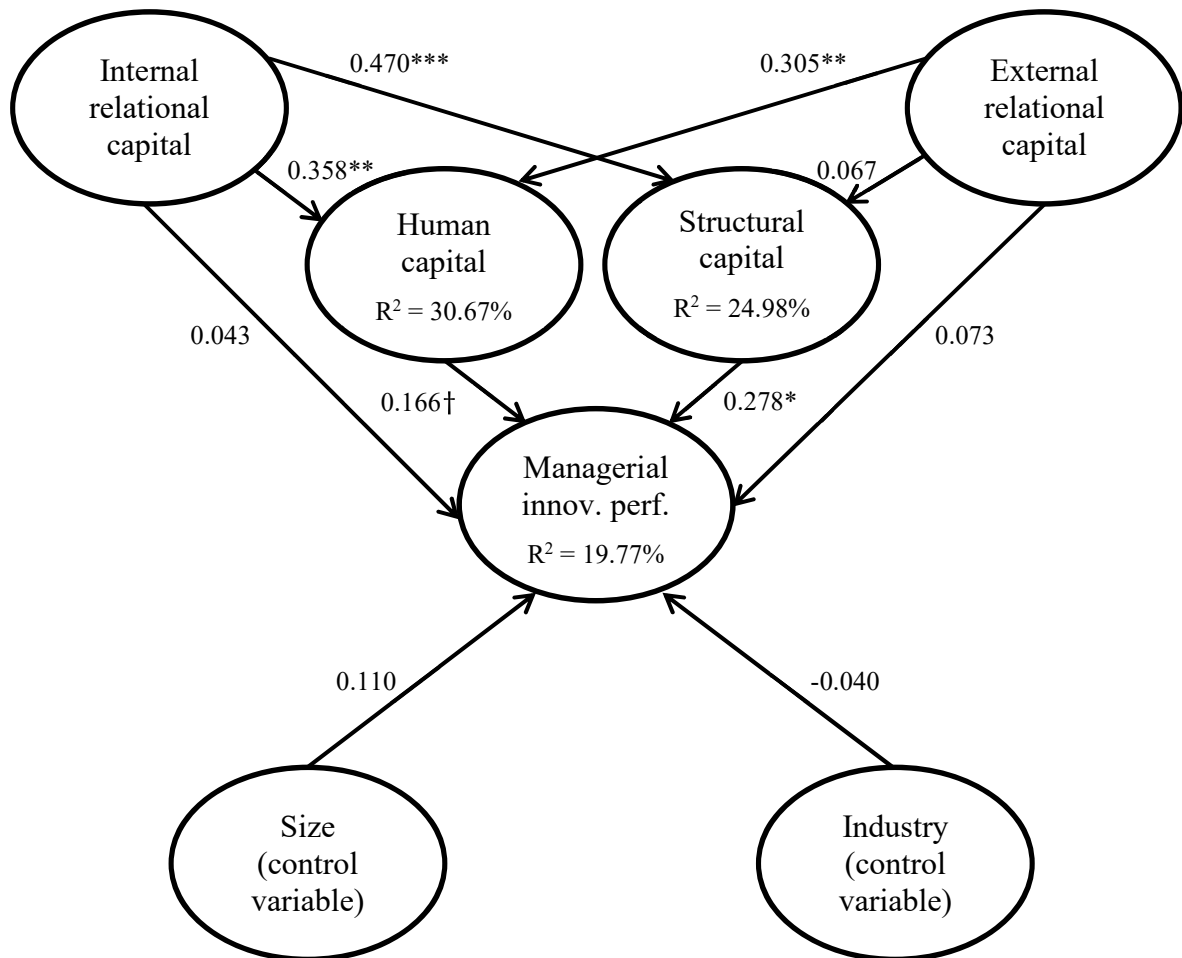 Internal
relational
capital
0.470***
0.305**
External
relational
capital
0.358**
0.067
Human
capital
R² = 30.67%
Structural
capital
R² = 24.98%
0.043
0.073
0.166†
0.278*
Managerial
innov. perf.
R² = 19.77%
0.110
-0.040
Size
(control
variable)
Industry
(control
variable)